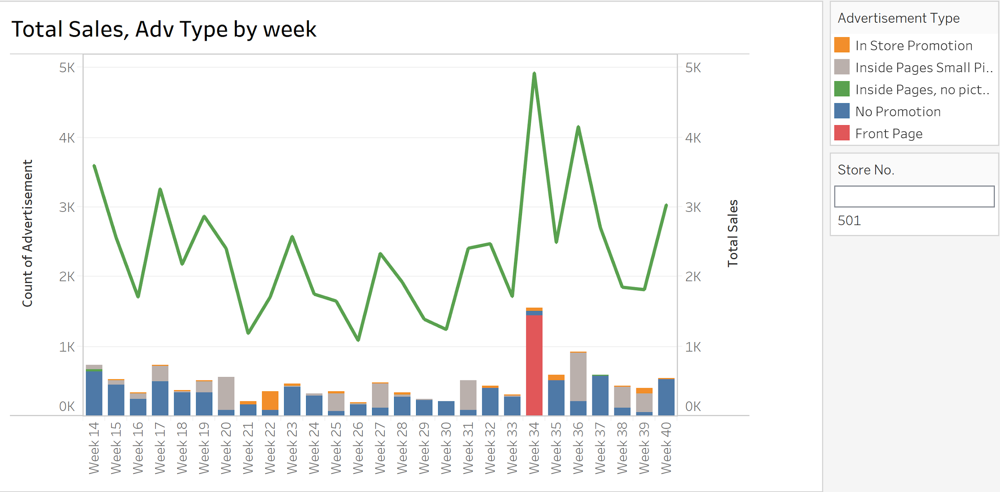 Total Sales, Adv Type by week
Count of Advertisement
5K
4K
3K
2K
1K
0K
5K
4K
3K
2K
1K
0K
Total Sales
Week 14
Week 15
Week 16
Week 17
Week 18
Week 19
Week 20
Week 21
Week 22
Week 23
Week 24
Week 25
Week 26
Week 27
Week 28
Week 29
Week 30
Week 31
Week 32
Week 33
Week 34
Week 35
Week 36
Week 37
Week 38
Week 39
Week 40
Advertisement Type
In Store Promotion
Inside Pages Small Pi..
Inside Pages, no pict..
No Promotion
Front Page
Store No.
501